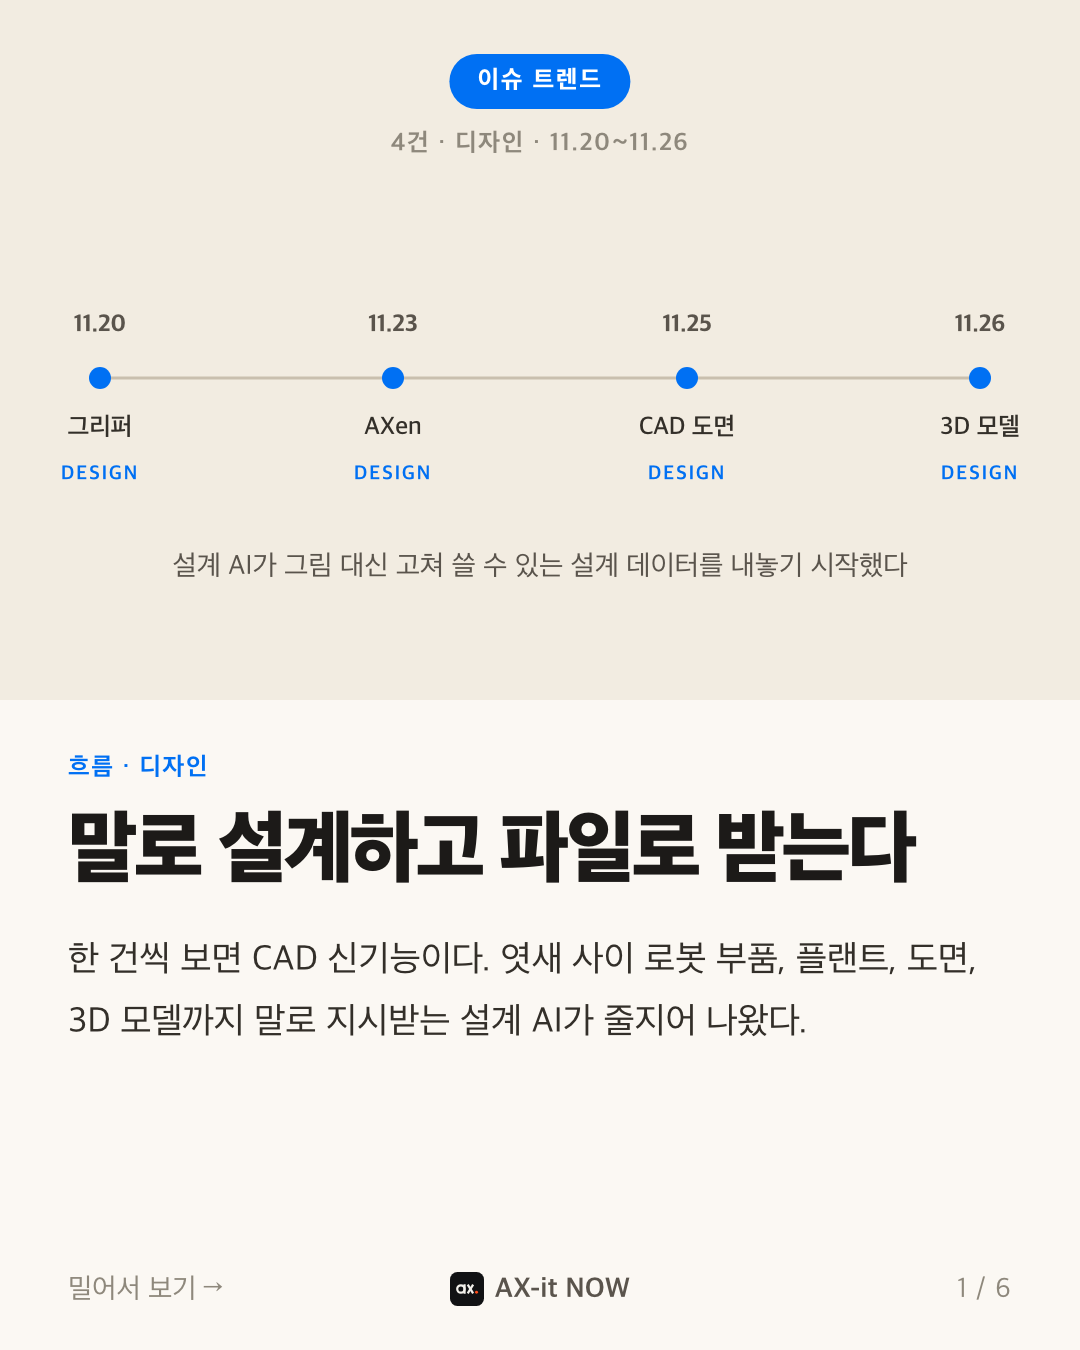 이슈 트렌드
4건 · 디자인 · 11.20~11.26
11.20
11.23
11.25
11.26
그리퍼
AXen
CAD 도면
3D 모델
DESIGN
DESIGN
DESIGN
DESIGN
설계 AI가 그림 대신 고쳐 쓸 수 있는 설계 데이터를 내놓기 시작했다
흐름 · 디자인
말로 설계하고 파일로 받는다
한 건씩 보면 CAD 신기능이다. 엿새 사이 로봇 부품, 플랜트, 도면,
3D 모델까지 말로 지시받는 설계 AI가 줄지어 나왔다.
밀어서 보기 →
ax.
AX-it NOW
1 / 6